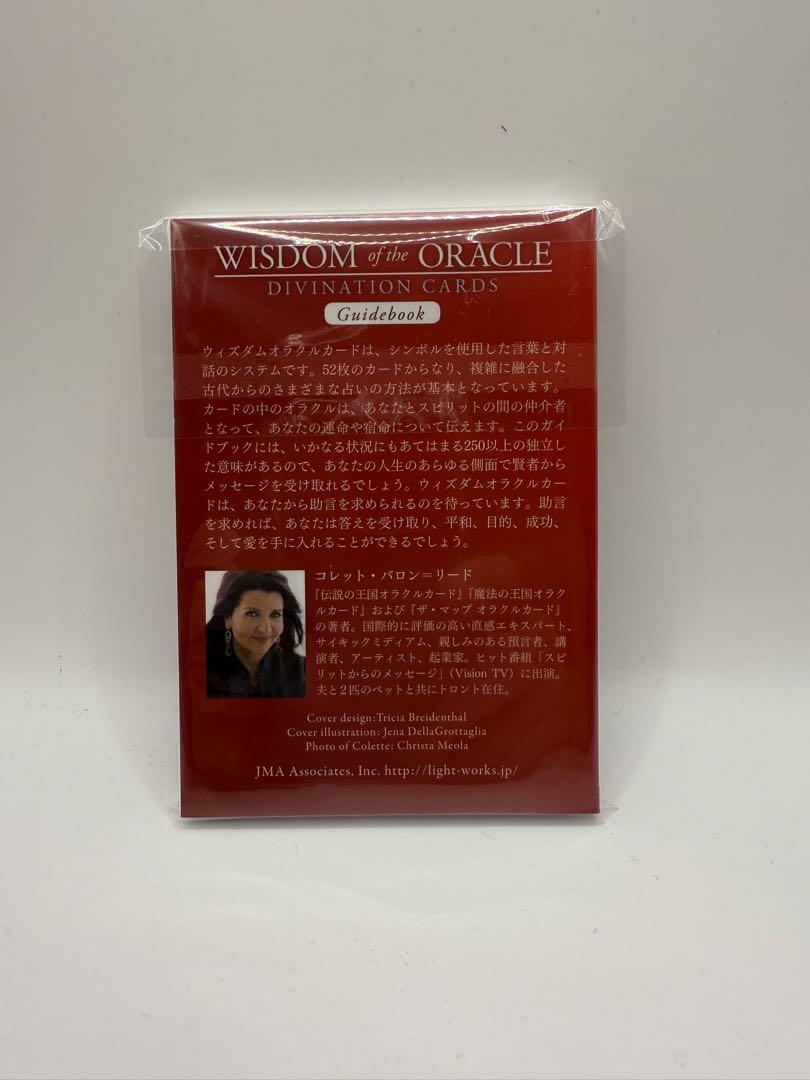 WISDOM of the ORACLE
DIVINATION CARDS
Guidebook
ウィズダムオラクルカードは、シンボルを使用した言葉と対
話のシステムです。52枚のカードからなり、複雑に融合した
古代からのさまざまな占いの方法が基本となっています。
カードの中のオラクルは、あなたとスピリットの間の仲介者
となって、あなたの運命や宿命について伝えます。このガイ
ドブックには、いかなる状況にもあてはまる250以上の独立し
た意味があるので、あなたの人生のあらゆる側面で賢者から
メッセージを受け取れるでしょう。ウィズダムオラクルカー
ドは、あなたから助言を求められるのを待っています。助言
を求めれば、あなたは答えを受け取り、平和、目的、成功、
そして愛を手に入れることができるでしょう。
コレット・バロン＝リード
『伝説の王国オラクルカード』『魔法の王国オラク
ルカード』および『ザ・マップ オラクルカード』
の著者。国際的に評価の高い直感エキスパート、
サイキックミディアム、親しみのある預言者、講
演者、アーティスト、起業家。ヒット番組「スピ
リットからのメッセージ」（Vision TV）に出演。
夫と２匹のペットと共にトロント在住。
Cover design:Tricia Breidenthal
Cover illustration: Jena DellaGrottaglia
Photo of Colette: Christa Meola
JMA Associates, Inc. http://light-works.jp/